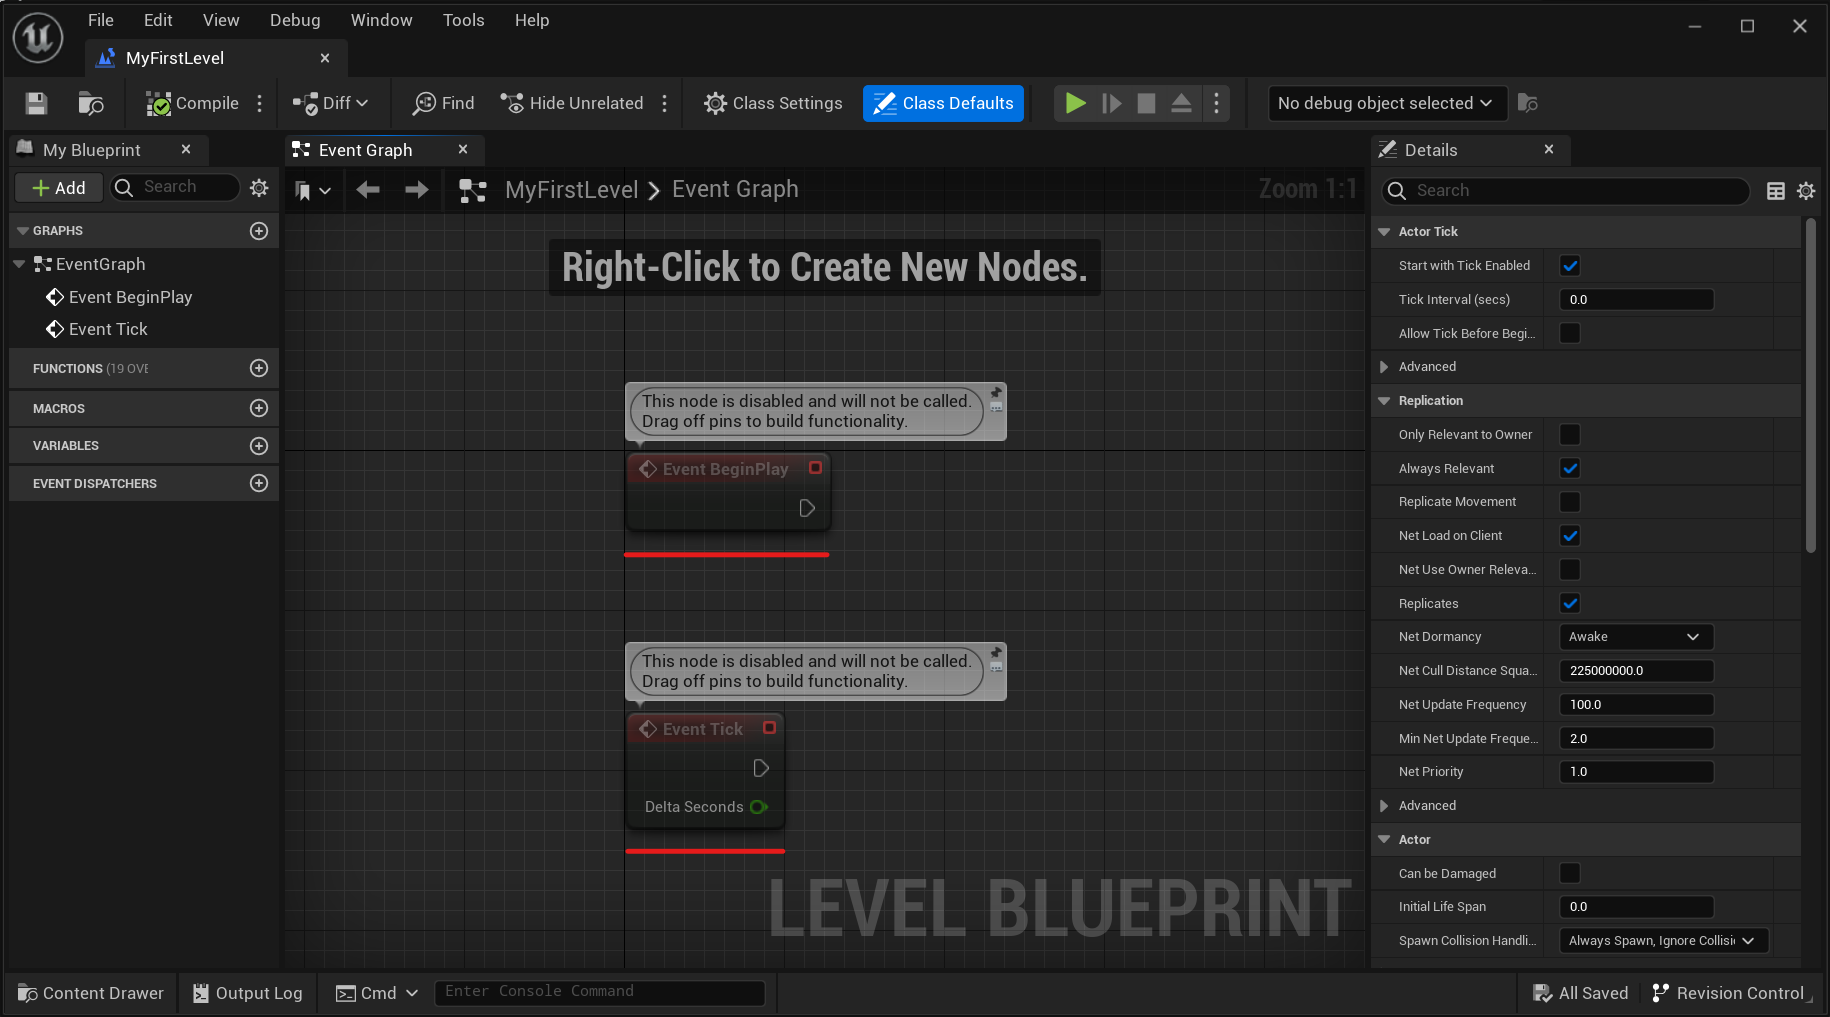 File Edit View Debug Window Tools Help
MyFirstLevel
Compile Diff Find Hide Unrelated Class Settings Class Defaults No debug object selected
My Blueprint
Add Search
GRAPHS
EventGraph
Event BeginPlay
Event Tick
FUNCTIONS (19 OVE
MACROS
VARIABLES
EVENT DISPATCHERS
Event Graph
MyFirstLevel > Event Graph Zoom 1:1
Right-Click to Create New Nodes.
This node is disabled and will not be called.
Drag off pins to build functionality.
Event BeginPlay
This node is disabled and will not be called.
Drag off pins to build functionality.
Event Tick
Delta Seconds
LEVEL BLUEPRINT
Details
Search
Actor Tick
Start with Tick Enabled
Tick Interval (secs) 0.0
Allow Tick Before Begi...
Advanced
Replication
Only Relevant to Owner
Always Relevant
Replicate Movement
Net Load on Client
Net Use Owner Releva...
Replicates
Net Dormancy Awake
Net Cull Distance Squa... 225000000.0
Net Update Frequency 100.0
Min Net Update Freque... 2.0
Net Priority 1.0
Advanced
Actor
Can be Damaged
Initial Life Span 0.0
Spawn Collision Handli... Always Spawn, Ignore Collisi
Content Drawer Output Log Cmd Enter Console Command All Saved Revision Control